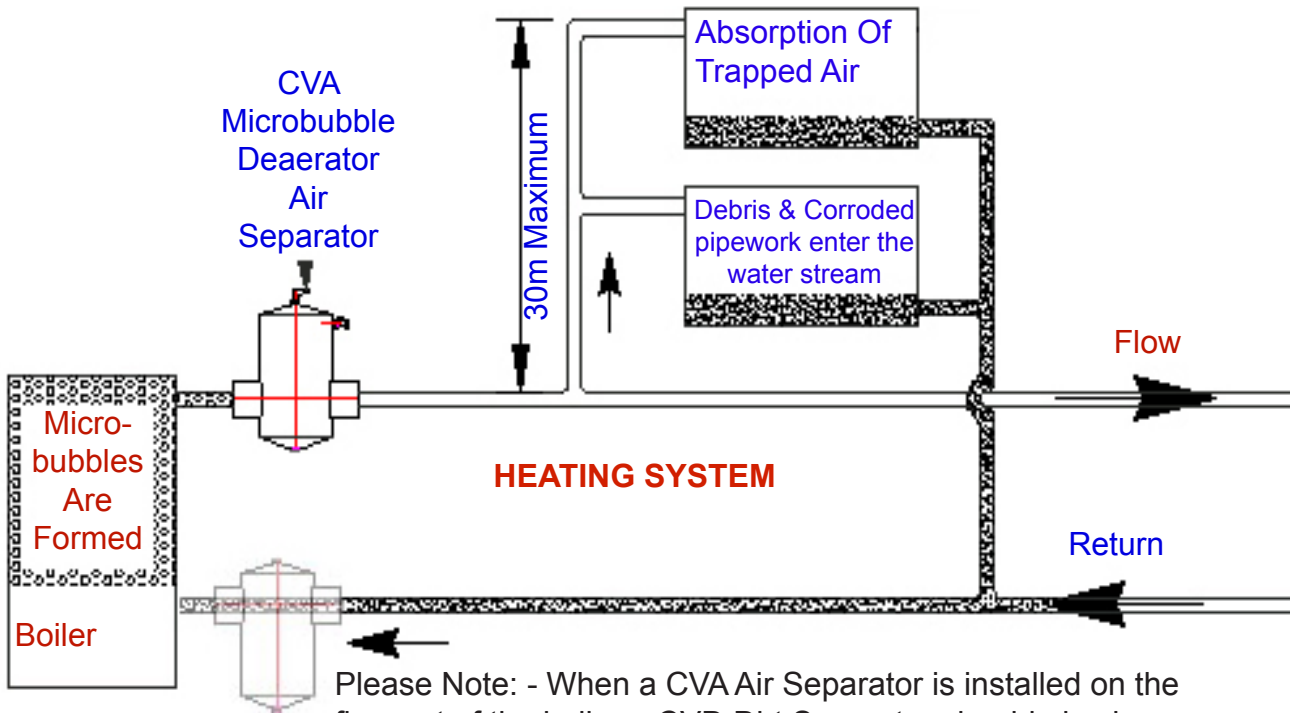 CVA
Microbubble
Deaerator
Air
Separator
30m Maximum
Absorption Of
Trapped Air
Debris & Corroded
pipework enter the
water stream
Flow
Micro-
bubbles
Are
Formed
HEATING SYSTEM
Return
Boiler
Please Note: - When a CVA Air Separator is installed on the